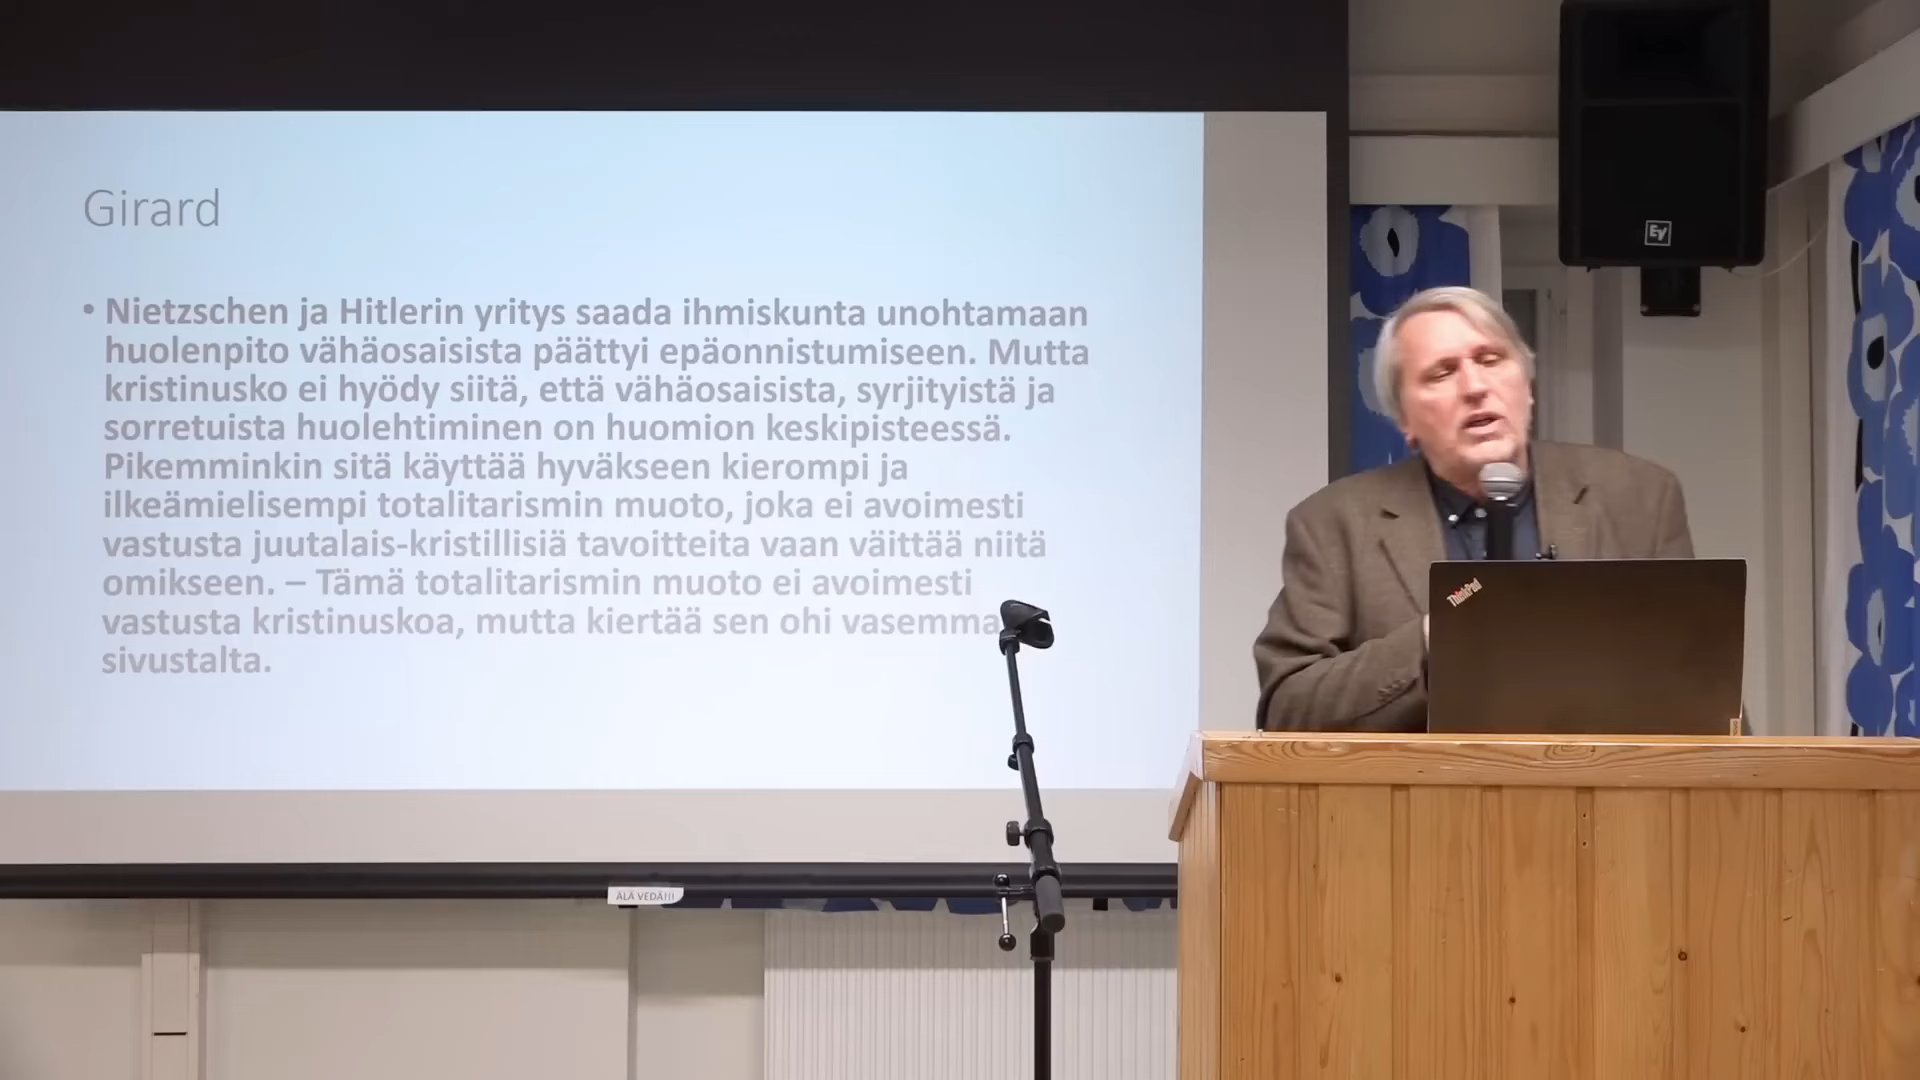 Girard
• Nietzschen ja Hitlerin yritys saada ihmiskunta unohtamaan
huolenpito vähäosaisista päättyi epäonnistumiseen. Mutta
kristinusko ei hyödy siitä, että vähäosaisista, syrjityistä ja
sorretuista huolehtiminen on huomion keskipisteessä.
Pikemminkin sitä käyttää hyväkseen kierompi ja
ilkeämielisempi totalitarismin muoto, joka ei avoimesti
vastusta juutalais-kristillisiä tavoitteita vaan väittää niitä
omikseen. – Tämä totalitarismin muoto ei avoimesti
vastusta kristinuskoa, mutta kiertää sen ohi vasemma
sivustalta.
EV
ThinkPad
ÄLÄ VEDÄ!!!